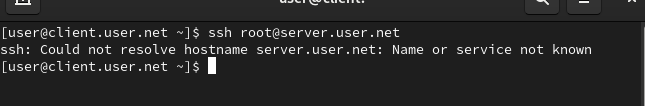 user@client:
[user@client.user.net ~]$ ssh root@server.user.net
ssh: Could not resolve hostname server.user.net: Name or service not known
[user@client.user.net ~]$